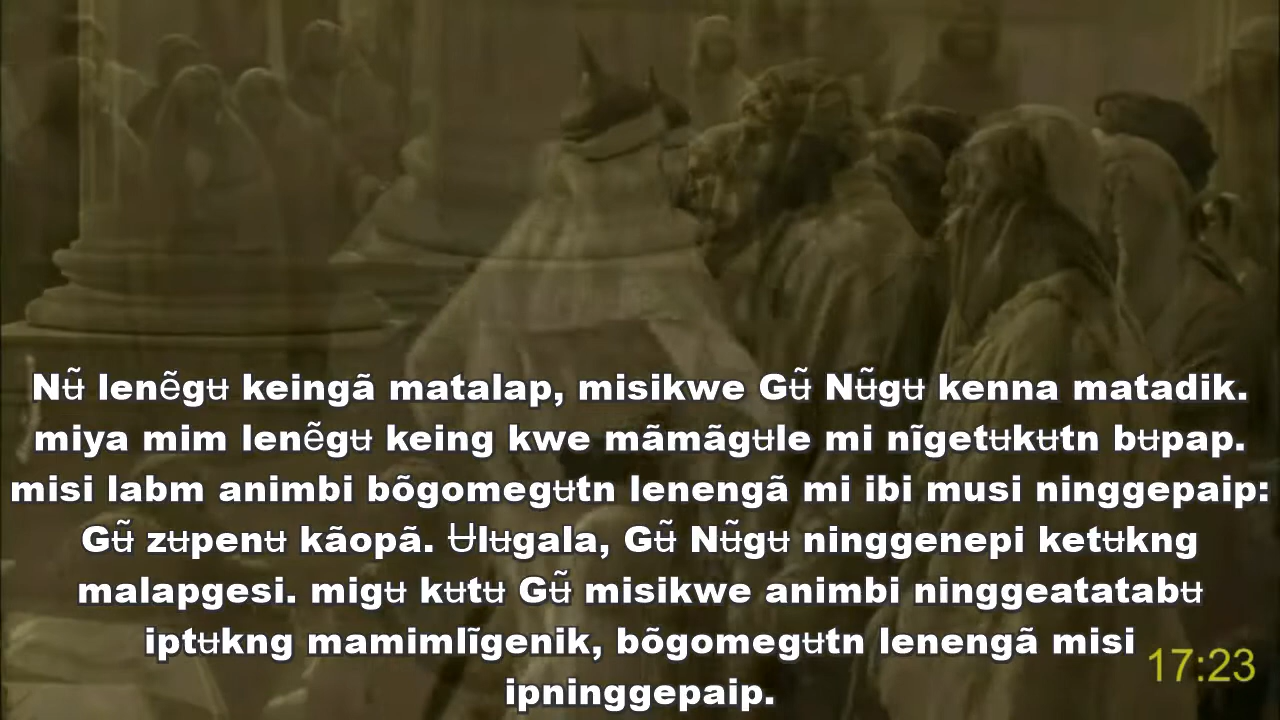 Nʉ̃ lenẽgʉ keingã matalap, misikwe Gʉ̃ Nʉ̃gʉ kenna matadik.
miya mim lenẽgʉ keing kwe mãmãgʉle mi nĩgetʉkʉtn bʉpap.
misi labm animbi bõgomegʉtn lenengã mi ibi musi ninggepaip:
Gʉ̃ zʉpenʉ kãopã. Ʉlʉgala, Gʉ̃ Nʉ̃gʉ ninggenepi ketʉkng
malapgesi. migʉ kʉtʉ Gʉ̃ misikwe animbi ninggeatatabʉ
iptʉkng mamimlĩgenik, bõgomegʉtn lenengã misi
ipninggepaip.
17:23